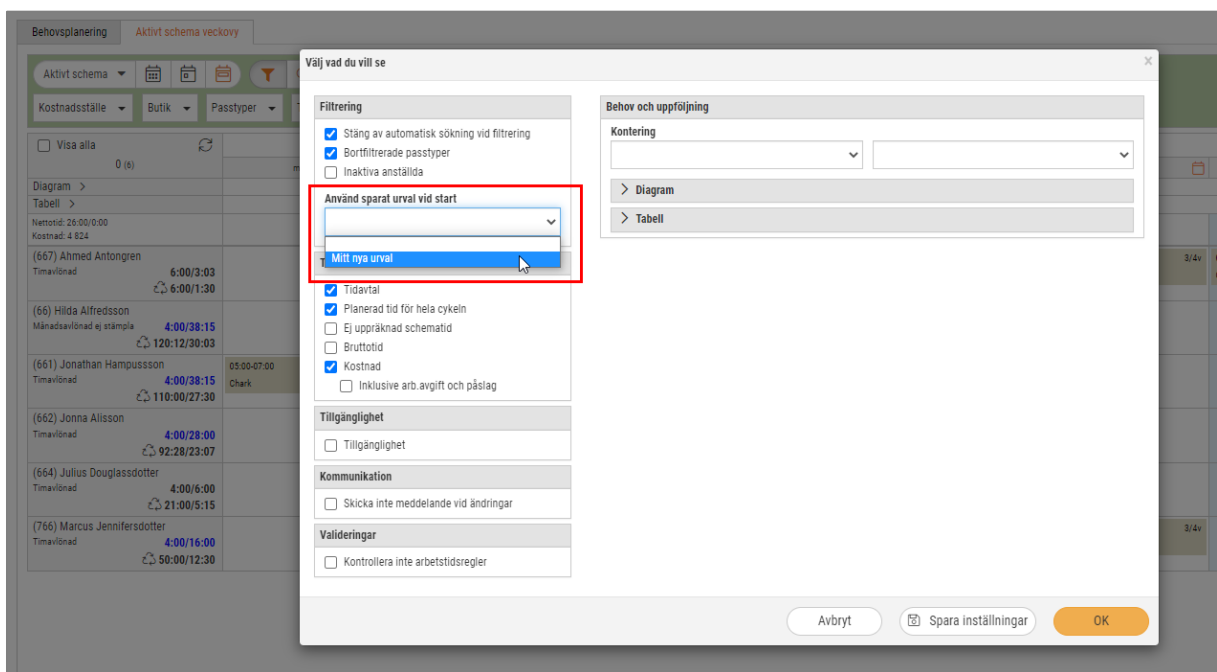 Behovsplanering
Aktivt schema veckovy
Aktivt schema
Kostnadsställe
Butik
Passtyper
Visa alla
0 (6)
Diagram >
Tabell >
Nettotid: 26:00/0:00
Kostnad: 4 824
(667) Ahmed Antongren
Timavlönad
6:00/3:03
6:00/1:30
(66) Hilda Alfredsson
Månadsavlönad ej stämpla
4:00/38:15
120:12/30:03
(661) Jonathan Hampussson
Timavlönad
4:00/38:15
110:00/27:30
05:00-07:00
Chark
(662) Jonna Alisson
Timavlönad
4:00/28:00
92:28/23:07
(664) Julius Douglassdotter
Timavlönad
4:00/6:00
21:00/5:15
(766) Marcus Jennifersdotter
Timavlönad
4:00/16:00
50:00/12:30
Välj vad du vill se
x
Filtrering
Stäng av automatisk sökning vid filtrering
Bortfiltrerade passtyper
Inaktiva anställda
Använd sparat urval vid start
Mitt nya urval
Tidavtal
Planerad tid för hela cykeln
Ej uppräknad schematid
Bruttotid
Kostnad
Inklusive arb.avgift och påslag
Tillgänglighet
Tillgänglighet
Kommunikation
Skicka inte meddelande vid ändringar
Valideringar
Kontrollera inte arbetstidsregler
Behov och uppföljning
Kontering
> Diagram
> Tabell
Avbryt
Spara inställningar
OK
3/4v
3/4v